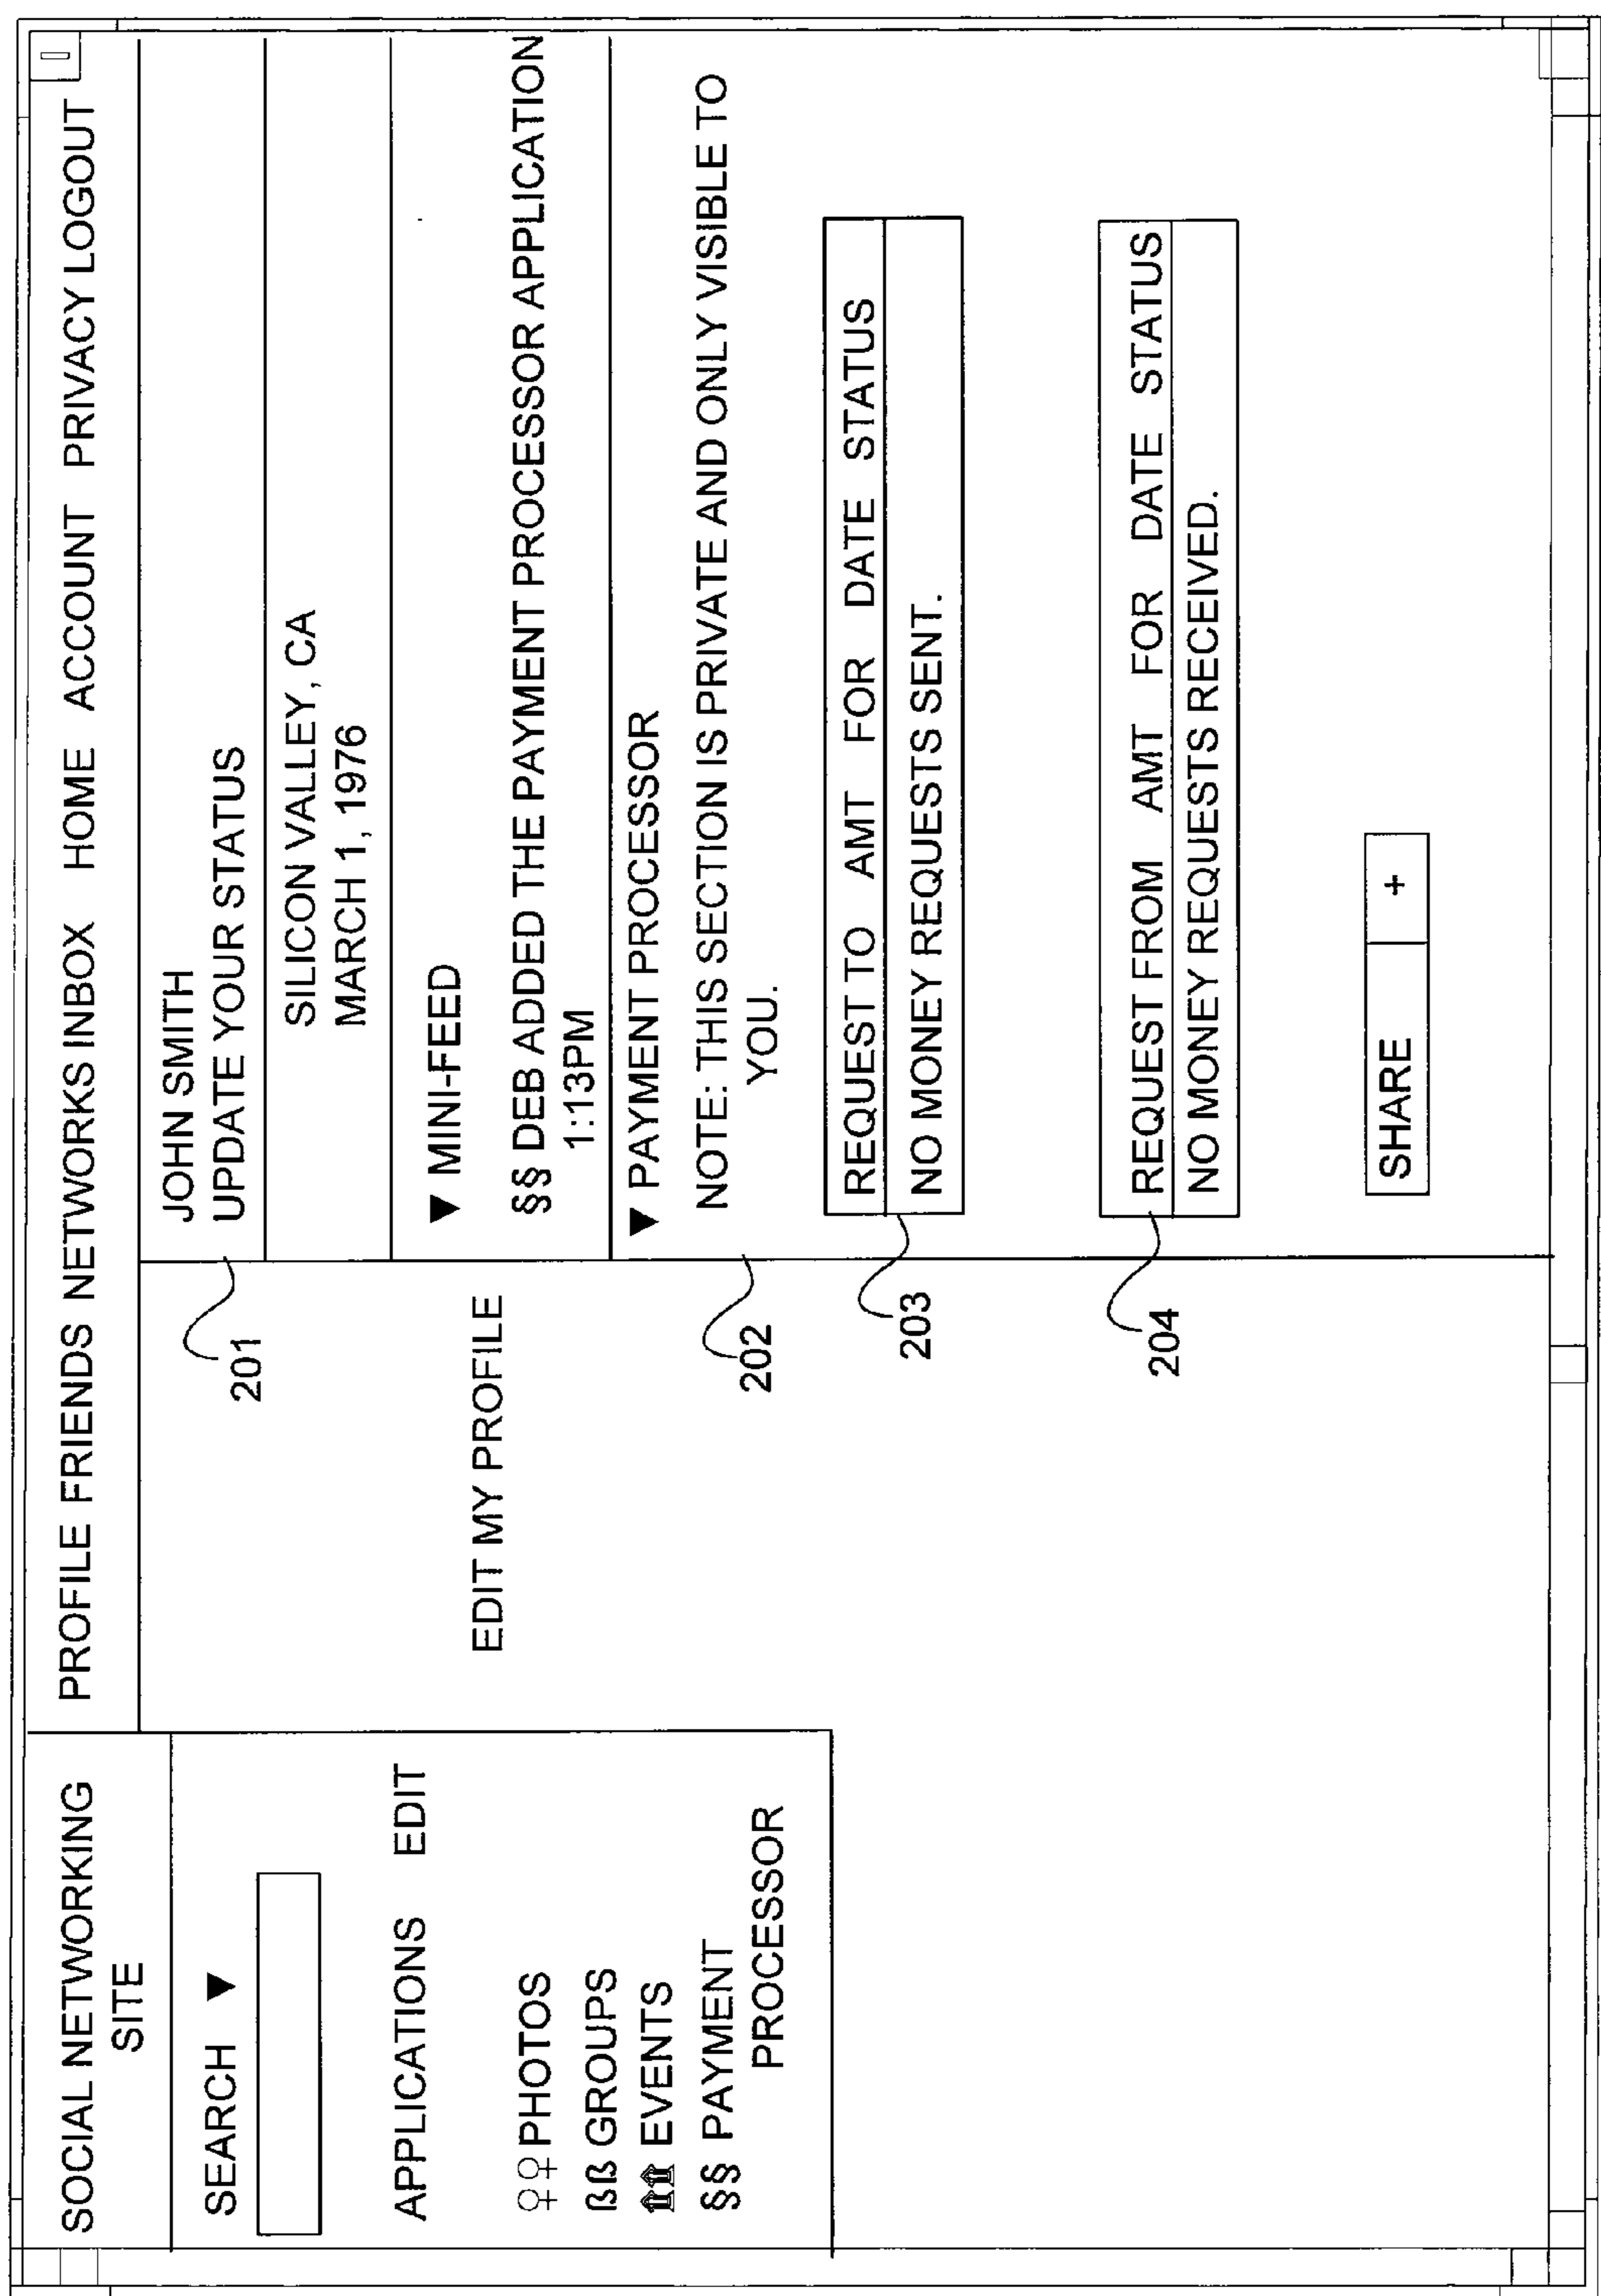 SOCIAL NETWORKING
SITE
PROFILE FRIENDS NETWORKS INBOX HOME ACCOUNT PRIVACY LOGOUT
SEARCH ▼
APPLICATIONS EDIT
♀♀ PHOTOS
ßß GROUPS
⇮⇮ EVENTS
§§ PAYMENT
PROCESSOR
EDIT MY PROFILE
201
JOHN SMITH
UPDATE YOUR STATUS
SILICON VALLEY, CA
MARCH 1, 1976
▼ MINI-FEED
§§ DEB ADDED THE PAYMENT PROCESSOR APPLICATION
1:13PM
202
▼ PAYMENT PROCESSOR
NOTE: THIS SECTION IS PRIVATE AND ONLY VISIBLE TO
YOU.
203
REQUEST TO AMT FOR DATE STATUS
NO MONEY REQUESTS SENT.
204
REQUEST FROM AMT FOR DATE STATUS
NO MONEY REQUESTS RECEIVED.
SHARE +